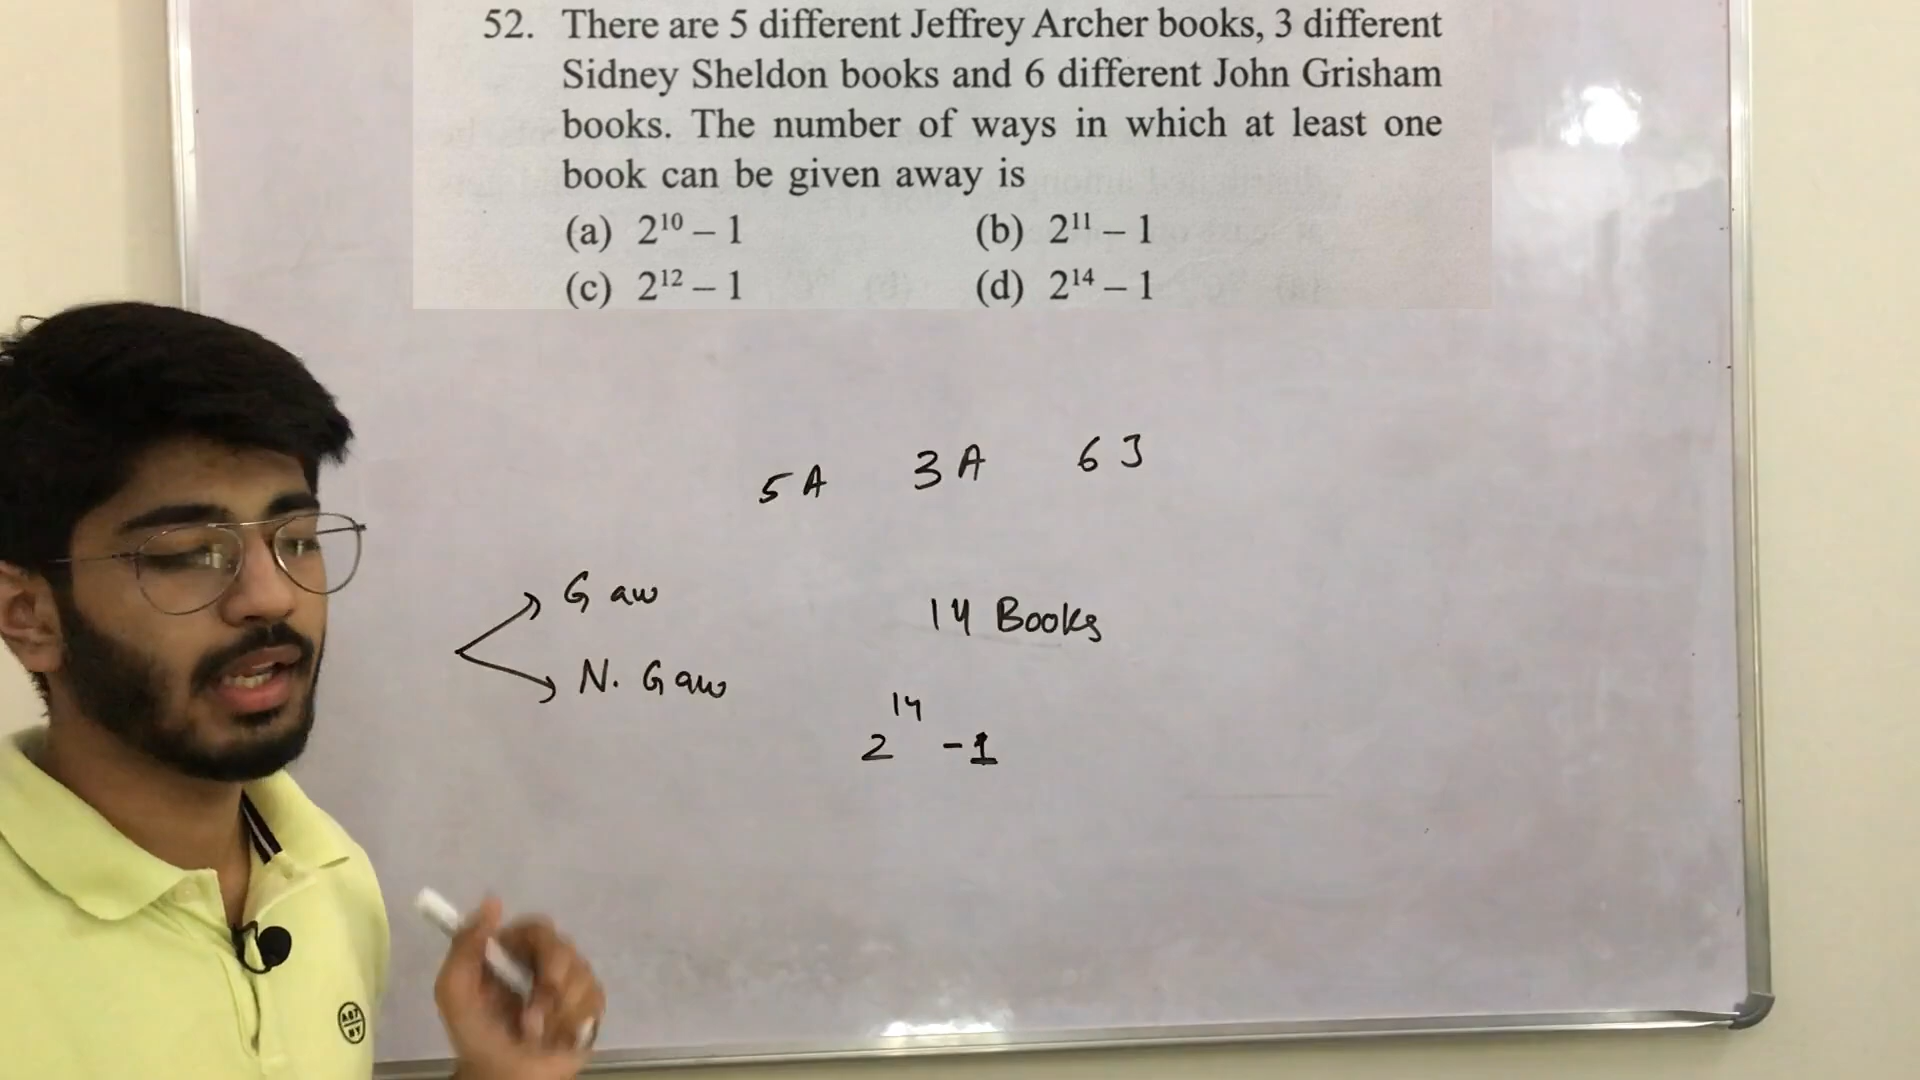 52. There are 5 different Jeffrey Archer books, 3 different
Sidney Sheldon books and 6 different John Grisham
books. The number of ways in which at least one
book can be given away is
(a) 2¹⁰ – 1 (b) 2¹¹ – 1
(c) 2¹² – 1 (d) 2¹⁴ – 1
5A 3A 6J
G aw
14 Books
N. Gaw
2¹⁴ -1